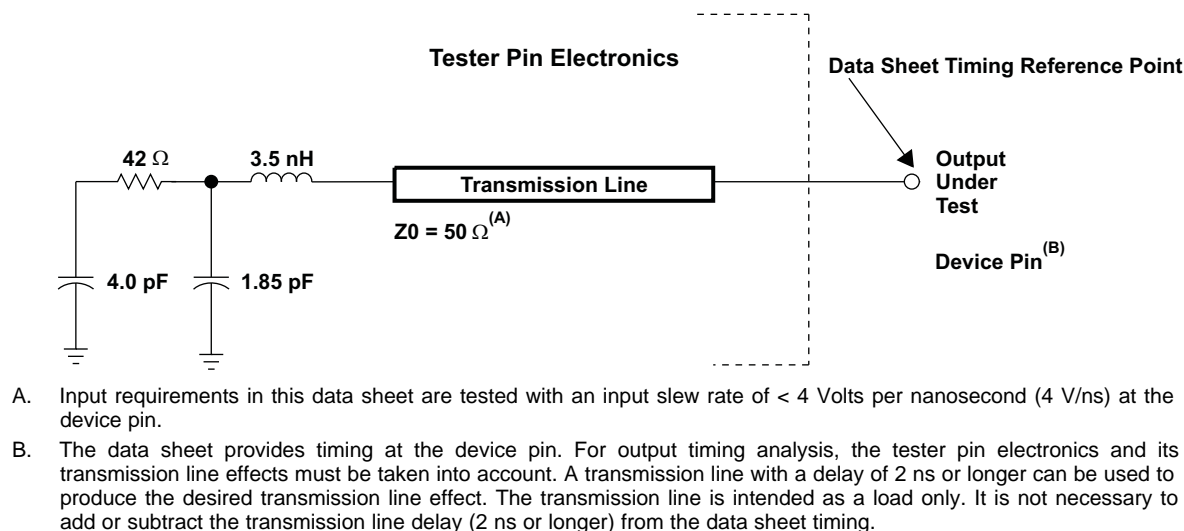 Tester Pin Electronics
Data Sheet Timing Reference Point
42 Ω
3.5 nH
Transmission Line
Output
Under
Test
Z0 = 50 Ω(A)
Device Pin(B)
4.0 pF
1.85 pF
A. Input requirements in this data sheet are tested with an input slew rate of < 4 Volts per nanosecond (4 V/ns) at the
device pin.
B. The data sheet provides timing at the device pin. For output timing analysis, the tester pin electronics and its
transmission line effects must be taken into account. A transmission line with a delay of 2 ns or longer can be used to
produce the desired transmission line effect. The transmission line is intended as a load only. It is not necessary to
add or subtract the transmission line delay (2 ns or longer) from the data sheet timing.